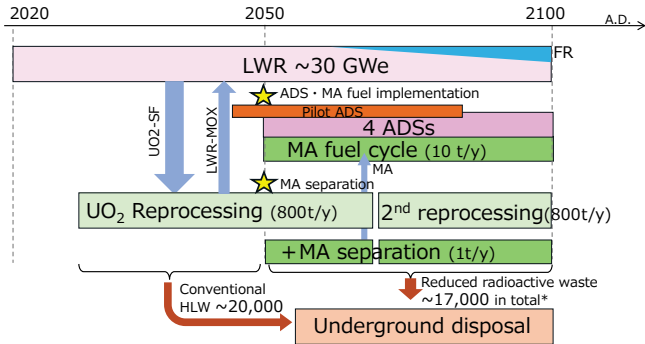 2020 2050 2100 A.D.
FR
LWR ~30 GWe
ADS・MA fuel implementation
Pilot ADS
4 ADSs
UO2-SF
LWR-MOX
MA fuel cycle (10 t/y)
MA
MA separation
UO₂ Reprocessing (800t/y)
2nd reprocessing(800t/y)
+MA separation (1t/y)
Conventional
HLW ~20,000
Reduced radioactive waste
~17,000 in total*
Underground disposal